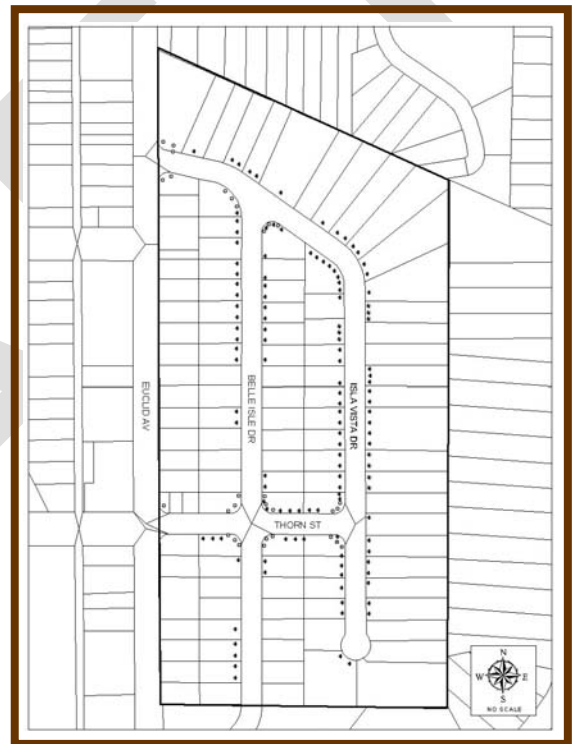 EUCLID AV
BELLE ISLE DR
ISLA VISTA DR
THORN ST
N
W E
S
NO SCALE